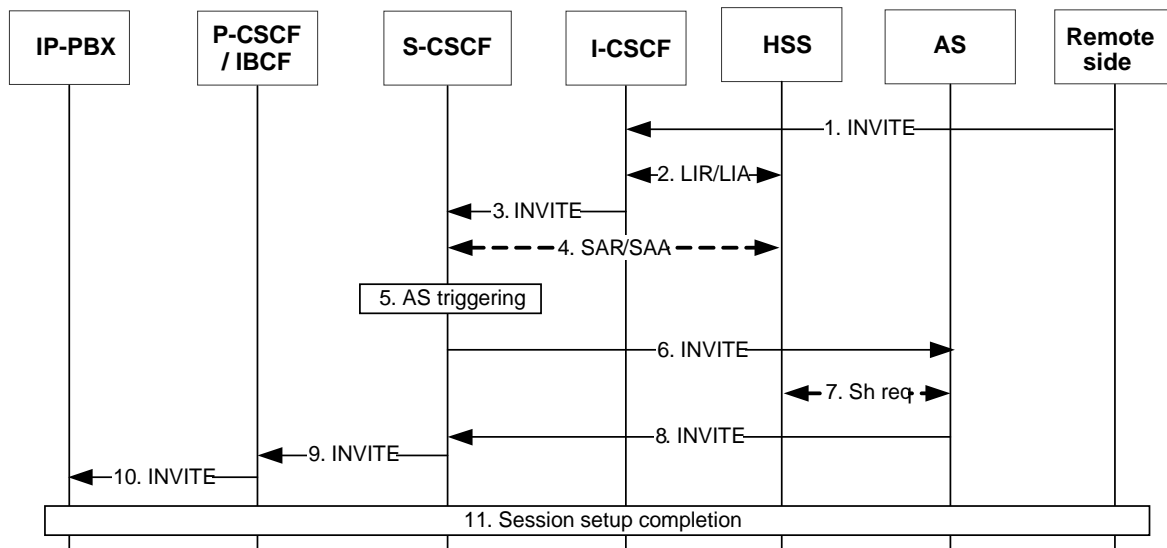 IP-PBX
P-CSCF
/ IBCF
S-CSCF
I-CSCF
HSS
AS
Remote
side
1. INVITE
2. LIR/LIA
3. INVITE
4. SAR/SAA
5. AS triggering
6. INVITE
7. Sh req
8. INVITE
9. INVITE
10. INVITE
11. Session setup completion